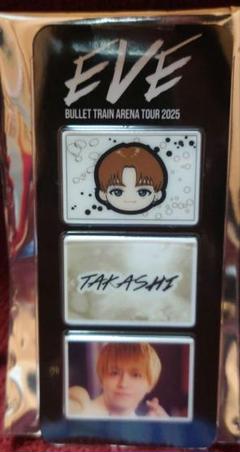 EVE
BULLET TRAIN ARENA TOUR 2025
TAKASHI